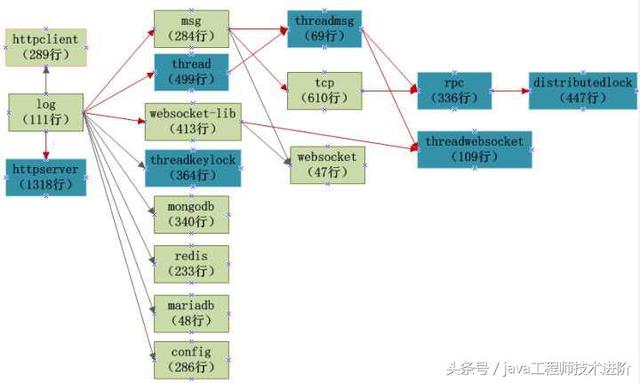 httpclient
(289行)
log
(111行)
httpserver
(1318行)
msg
(284行)
thread
(499行)
websocket-lib
(413行)
threadkeylock
(364行)
mongodb
(340行)
redis
(233行)
mariadb
(48行)
config
(286行)
threadmsg
(69行)
tcp
(610行)
websocket
(47行)
rpc
(336行)
threadwebsocket
(109行)
distributedlock
(447行)
头条号 / java工程师技术进阶